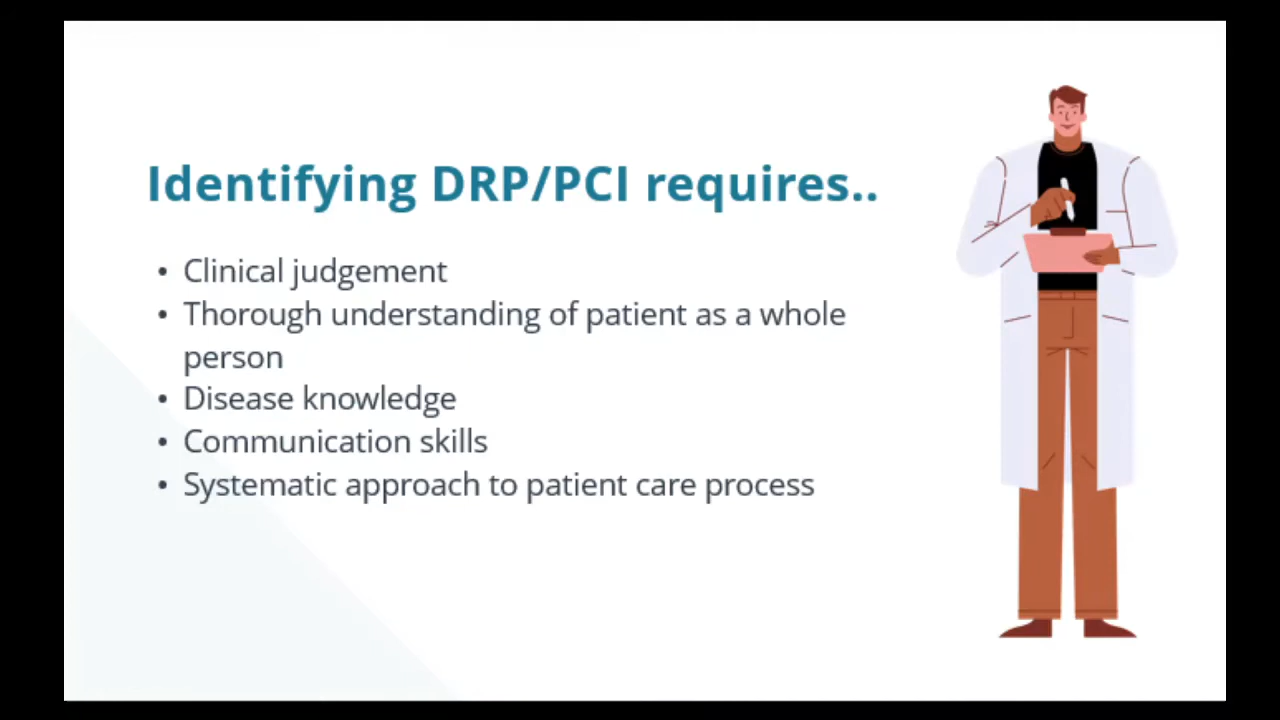 Identifying DRP/PCI requires..
• Clinical judgement
• Thorough understanding of patient as a whole
person
• Disease knowledge
• Communication skills
• Systematic approach to patient care process